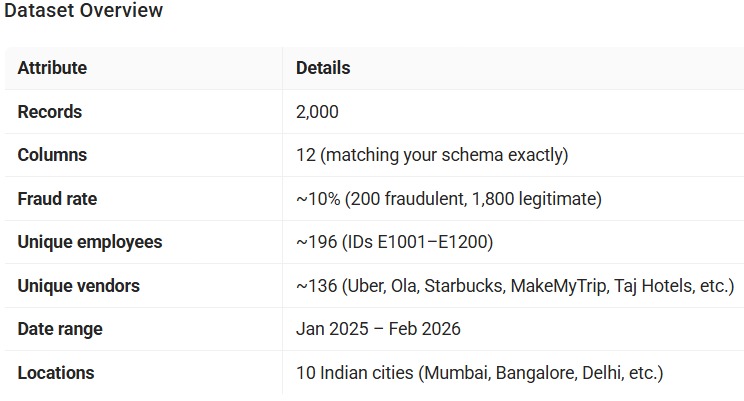 Dataset Overview
Attribute Details
Records 2,000
Columns 12 (matching your schema exactly)
Fraud rate ~10% (200 fraudulent, 1,800 legitimate)
Unique employees ~196 (IDs E1001–E1200)
Unique vendors ~136 (Uber, Ola, Starbucks, MakeMyTrip, Taj Hotels, etc.)
Date range Jan 2025 – Feb 2026
Locations 10 Indian cities (Mumbai, Bangalore, Delhi, etc.)